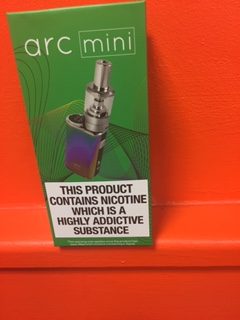 arc mini
THIS PRODUCT
CONTAINS NICOTINE
WHICH IS A
HIGHLY ADDICTIVE
SUBSTANCE